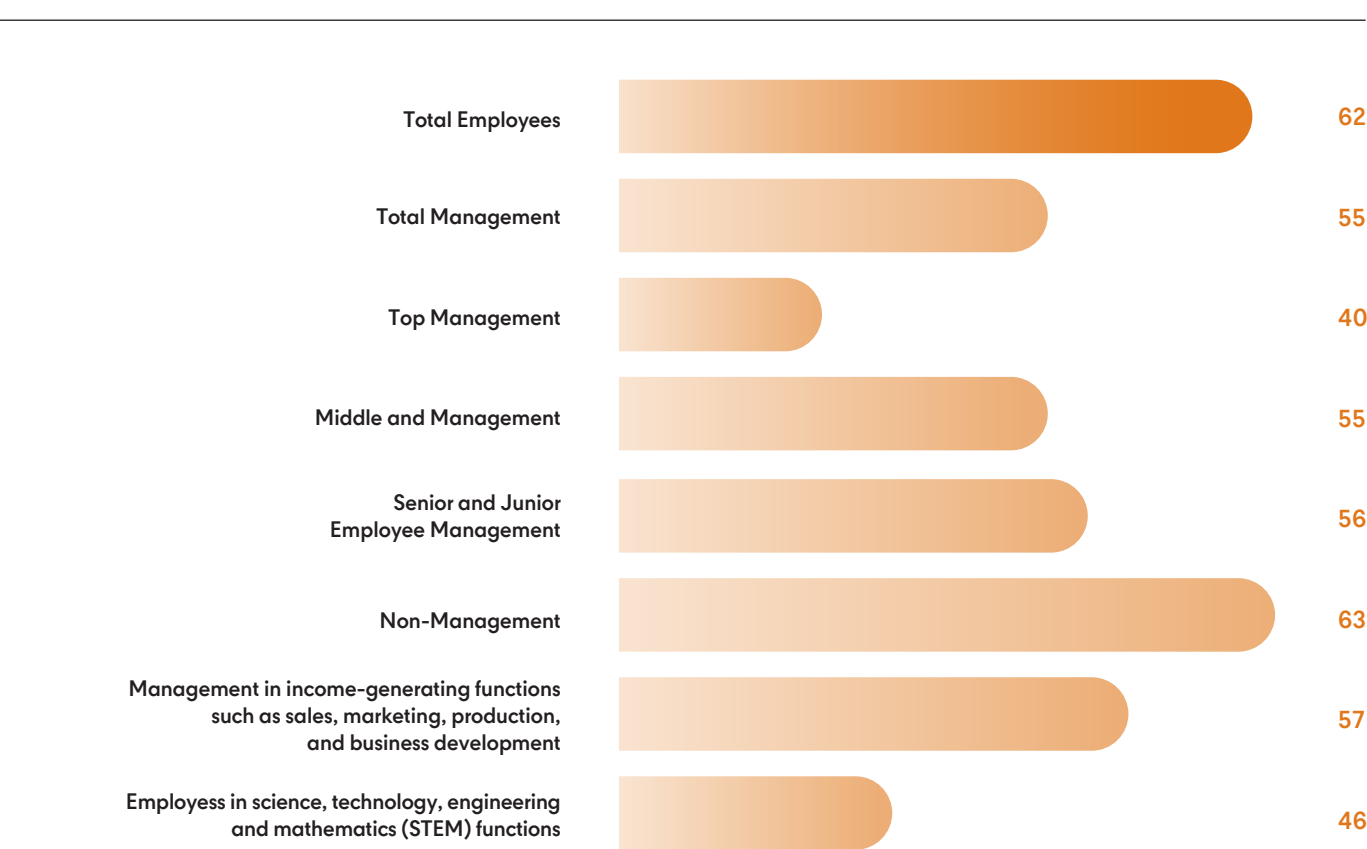 Total Employees
62
Total Management
55
Top Management
40
Middle and Management
55
Senior and Junior
Employee Management
56
Non-Management
63
Management in income-generating functions
such as sales, marketing, production,
and business development
57
Employess in science, technology, engineering
and mathematics (STEM) functions
46